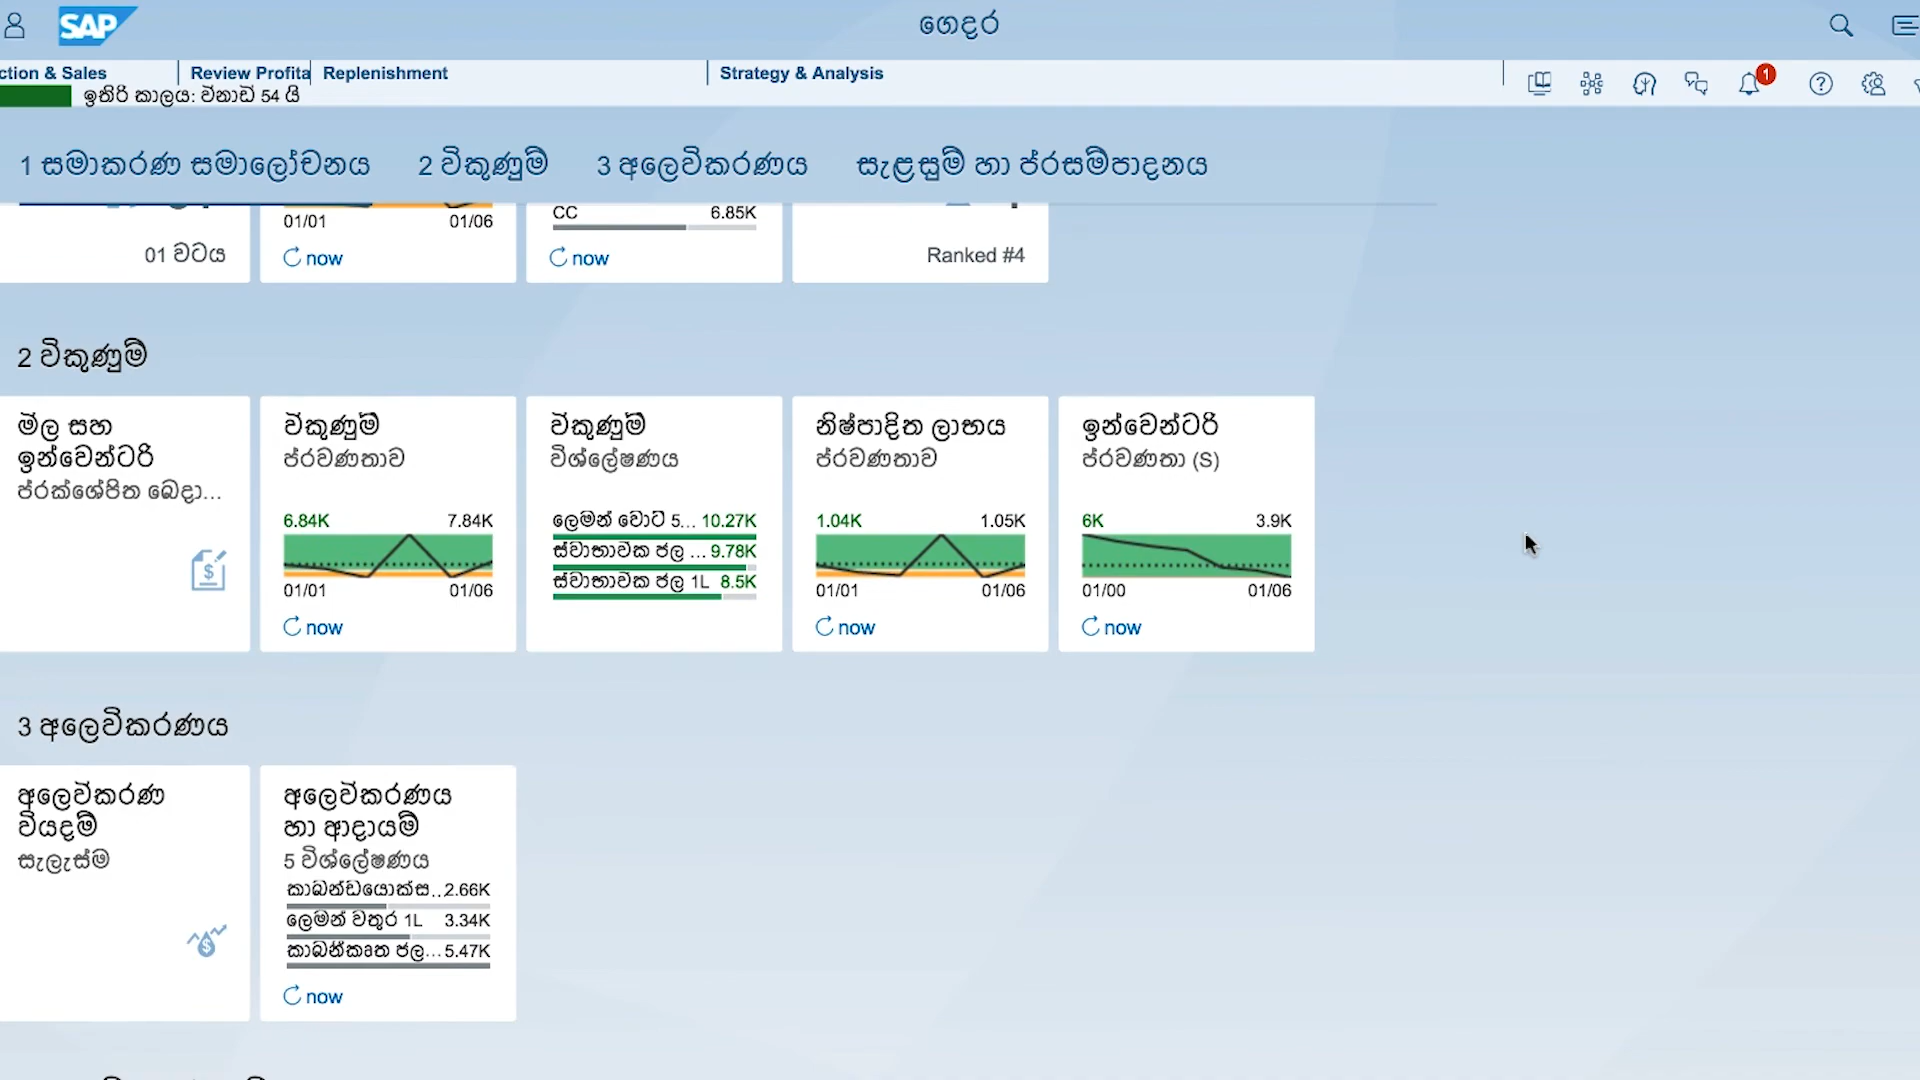 SAP
ගෙදර
ction & Sales
Review Profita
Replenishment
Strategy & Analysis
ඉතිරි කාලය: විනාඩි 54 යි
1
1 සමාකරණ සමාලෝචනය
2 විකුණුම්
3 අලෙවිකරණය
සැළසුම් හා ප්රසම්පාදනය
01 වටය
01/01 01/06
now
CC 6.85K
now
Ranked #4
2 විකුණුම්
මිල සහ
ඉන්වෙන්ටරි
ප්රක්ශේපිත බෙදා...
විකුණුම්
ප්රවණතාව
6.84K 7.84K
01/01 01/06
now
විකුණුම්
විශ්ලේෂණය
ලෙමන් වොට් 5... 10.27K
ස්වාභාවික ජල ... 9.78K
ස්වාභාවික ජල 1L 8.5K
නිෂ්පාදිත ලාභය
ප්රවණතාව
1.04K 1.05K
01/01 01/06
now
ඉන්වෙන්ටරි
ප්රවණතා (S)
6K 3.9K
01/00 01/06
now
3 අලෙවිකරණය
අලෙවිකරණ
වියදම්
සැලැස්ම
අලෙවිකරණය
හා ආදායම්
5 විශ්ලේෂණය
කාබන්ඩයොක්ස... 2.66K
ලෙමන් වතුර 1L 3.34K
කාබන්කෘත ජල... 5.47K
now